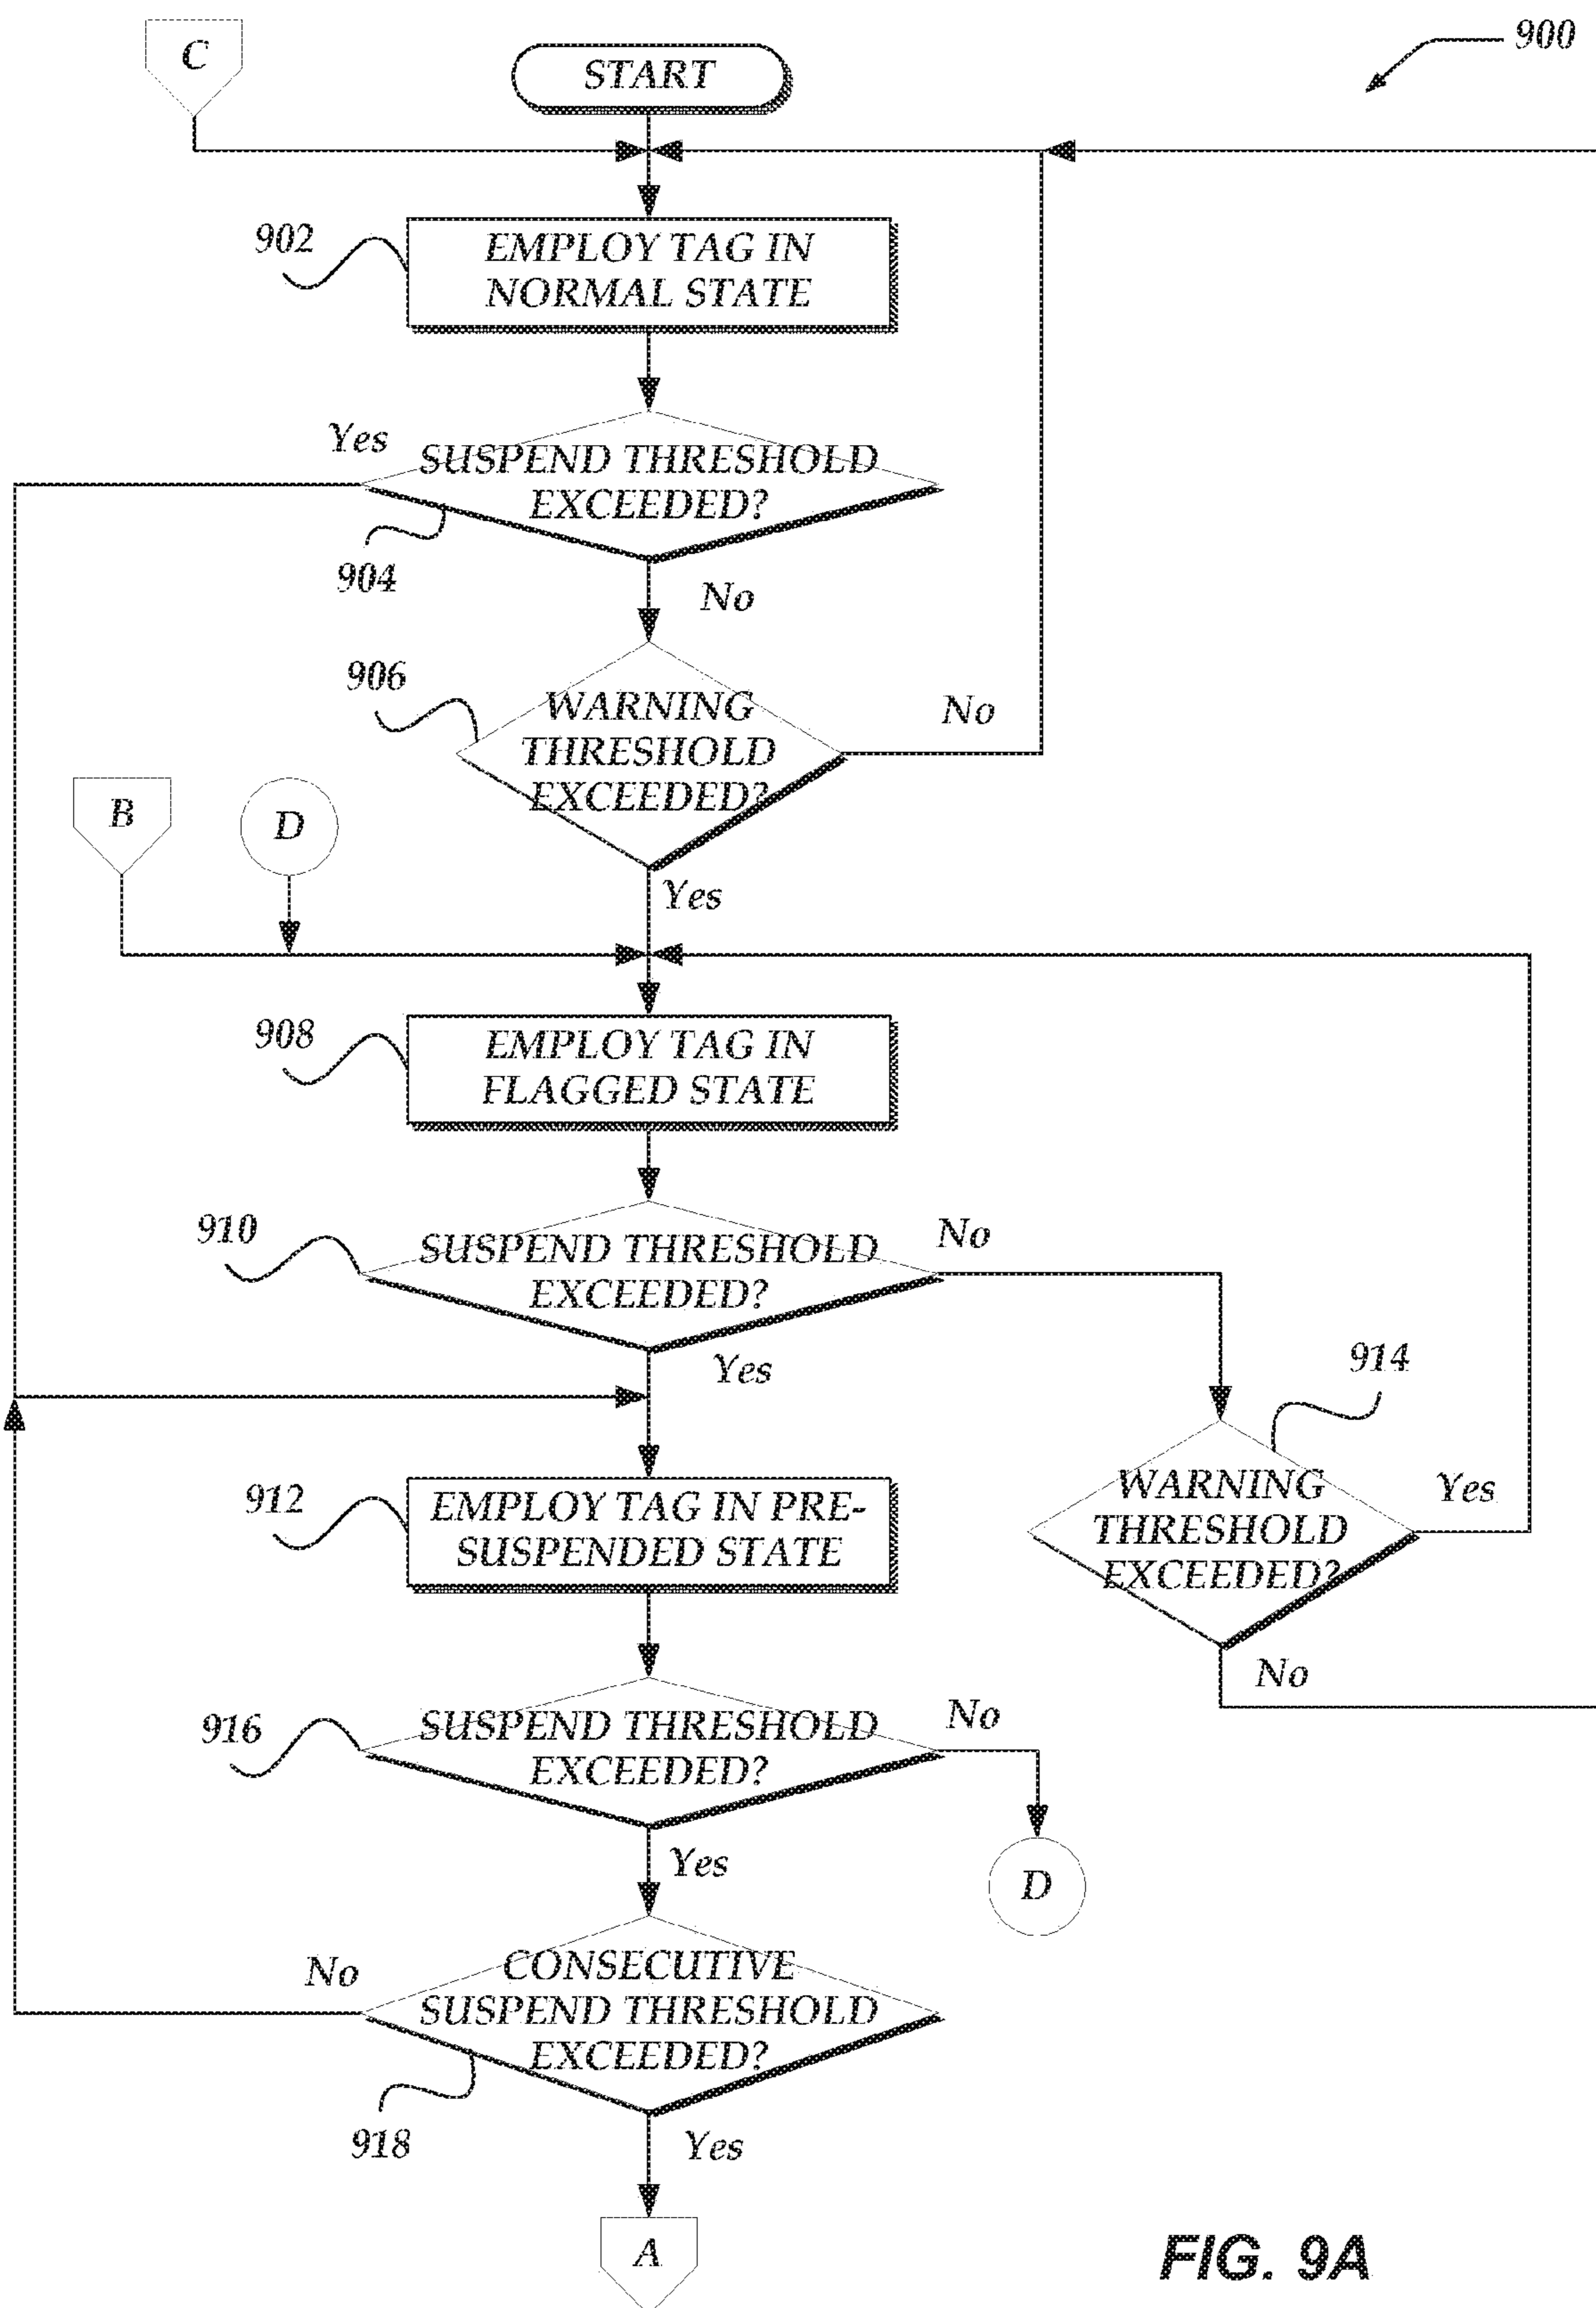 C
START
900
902
EMPLOY TAG IN
NORMAL STATE
Yes
SUSPEND THRESHOLD
EXCEEDED?
904
No
906
WARNING
THRESHOLD
EXCEEDED?
No
B
D
Yes
908
EMPLOY TAG IN
FLAGGED STATE
910
SUSPEND THRESHOLD
EXCEEDED?
No
Yes
914
WARNING
THRESHOLD
EXCEEDED?
Yes
No
912
EMPLOY TAG IN PRE-
SUSPENDED STATE
916
SUSPEND THRESHOLD
EXCEEDED?
No
D
Yes
No
CONSECUTIVE
SUSPEND THRESHOLD
EXCEEDED?
918
Yes
A
FIG. 9A